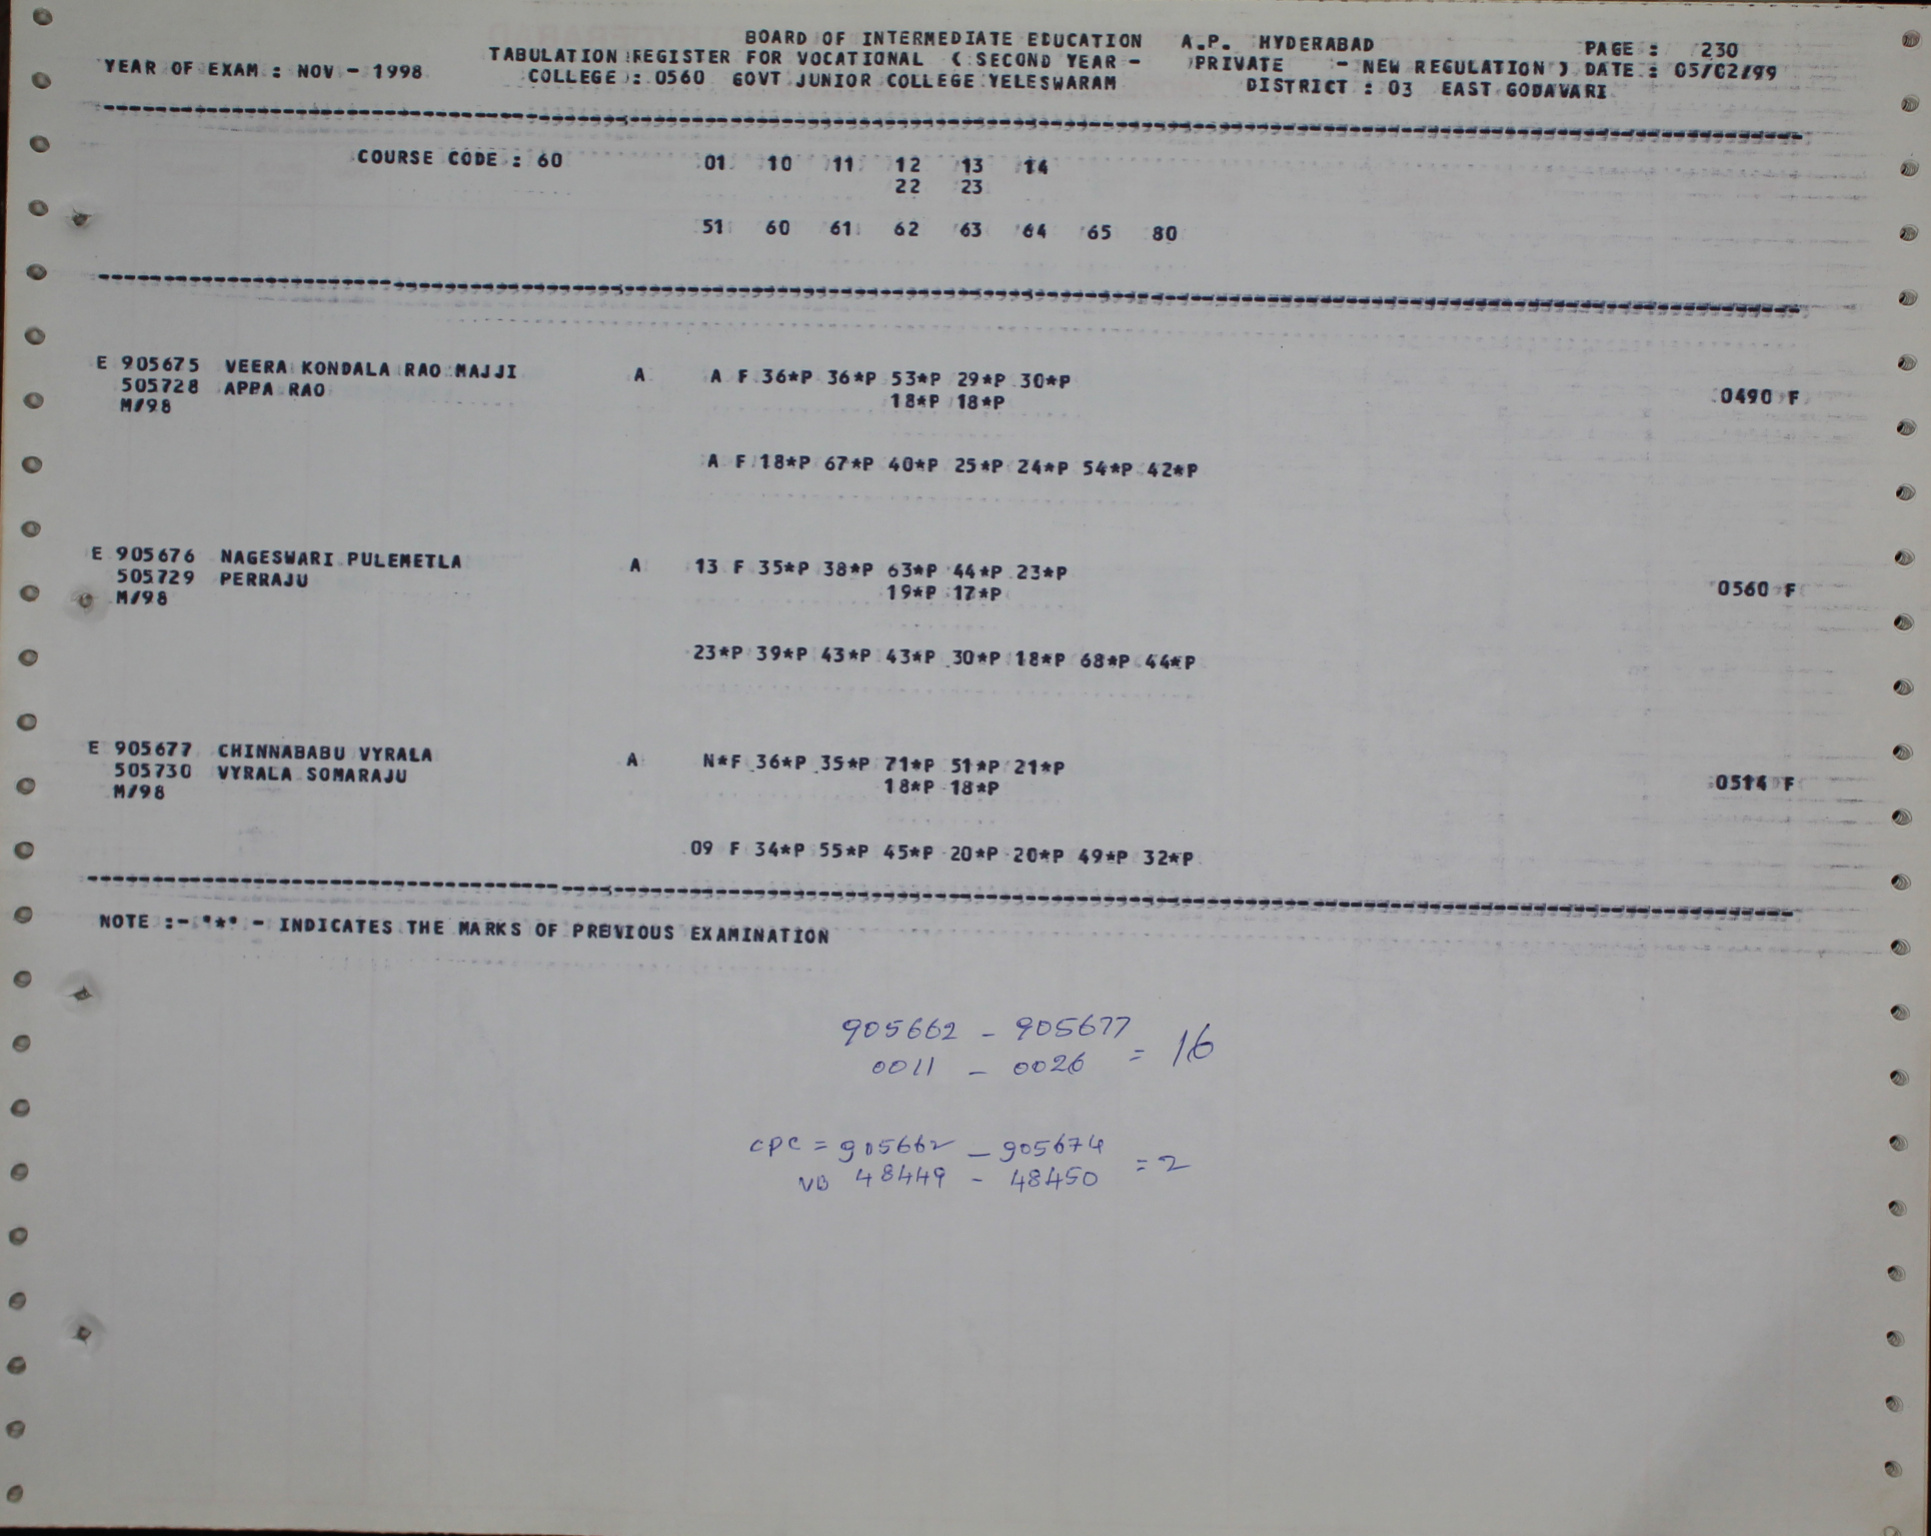 BOARD OF INTERMEDIATE EDUCATION A.P. HYDERABAD PAGE : 230
YEAR OF EXAM : NOV - 1998 TABULATION REGISTER FOR VOCATIONAL ( SECOND YEAR - PRIVATE - NEW REGULATION ) DATE : 05/02/99
COLLEGE : 0560 GOVT JUNIOR COLLEGE YELESWARAM DISTRICT : 03 EAST GODAVARI
COURSE CODE : 60 01 10 11 12 13 14
22 23
51 60 61 62 63 64 65 80
E 905675 VEERA KONDALA RAO MAJJI A A F 36*P 36*P 53*P 29*P 30*P
505728 APPA RAO 18*P 18*P 0490 F
M/98
A F 18*P 67*P 40*P 25*P 24*P 54*P 42*P
E 905676 NAGESWARI PULEMETLA A 13 F 35*P 38*P 63*P 44*P 23*P
505729 PERRAJU 19*P 17*P 0560 F
M/98
23*P 39*P 43*P 43*P 30*P 18*P 68*P 44*P
E 905677 CHINNABABU VYRALA A N*F 36*P 35*P 71*P 51*P 21*P
505730 VYRALA SOMARAJU 18*P 18*P 0514 F
M/98
09 F 34*P 55*P 45*P 20*P 20*P 49*P 32*P
NOTE :- "*" - INDICATES THE MARKS OF PREVIOUS EXAMINATION
905662 - 905677
0011 - 0026 = 16
CPC = 905662 - 905674
VB 48449 - 48450 = 2